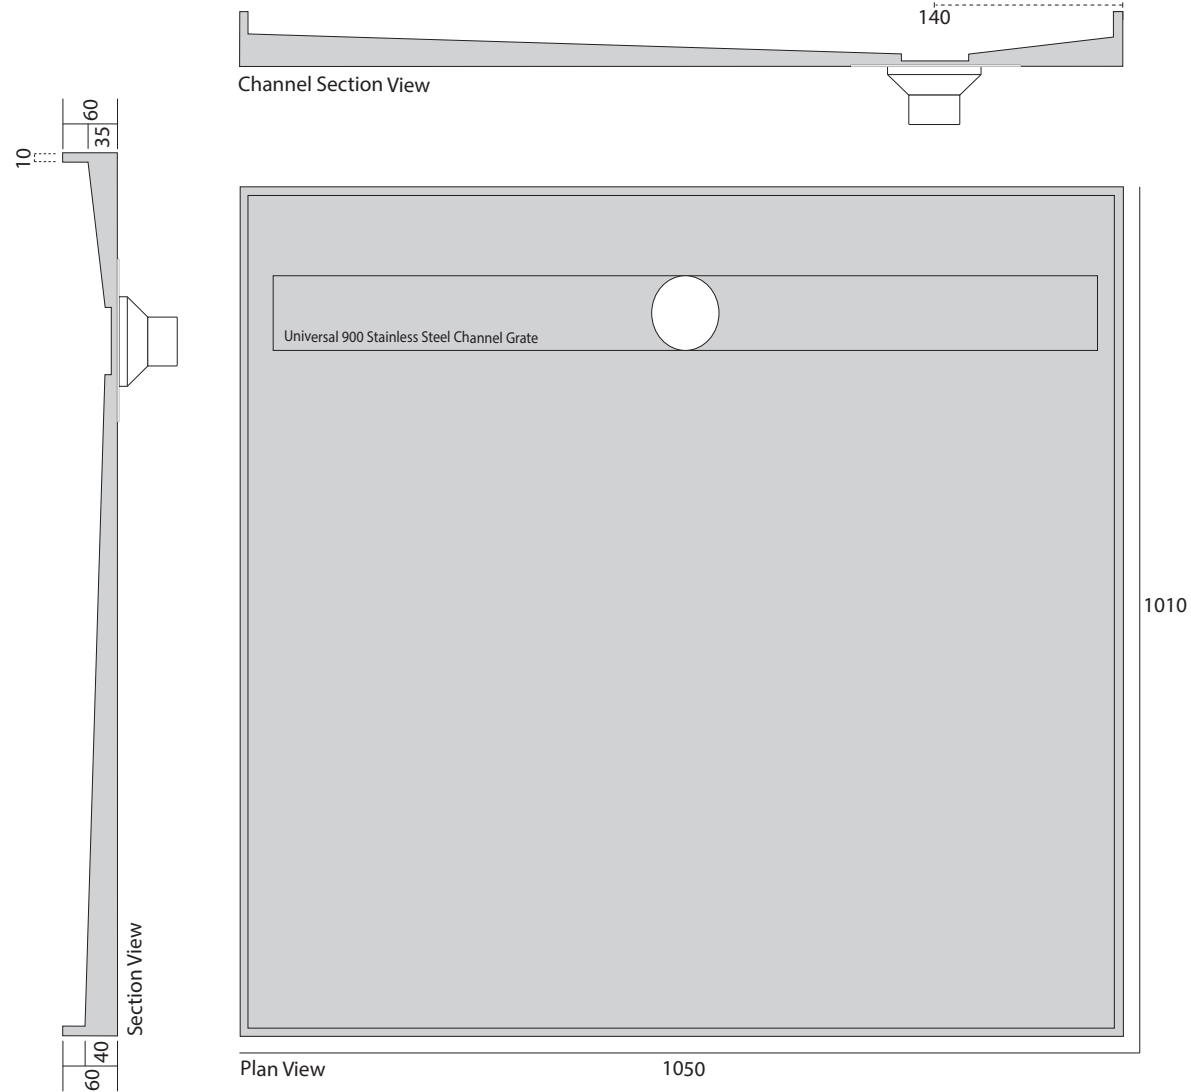 140
Channel Section View
60
35
10
Universal 900 Stainless Steel Channel Grate
1010
Section View
40
60
Plan View
1050